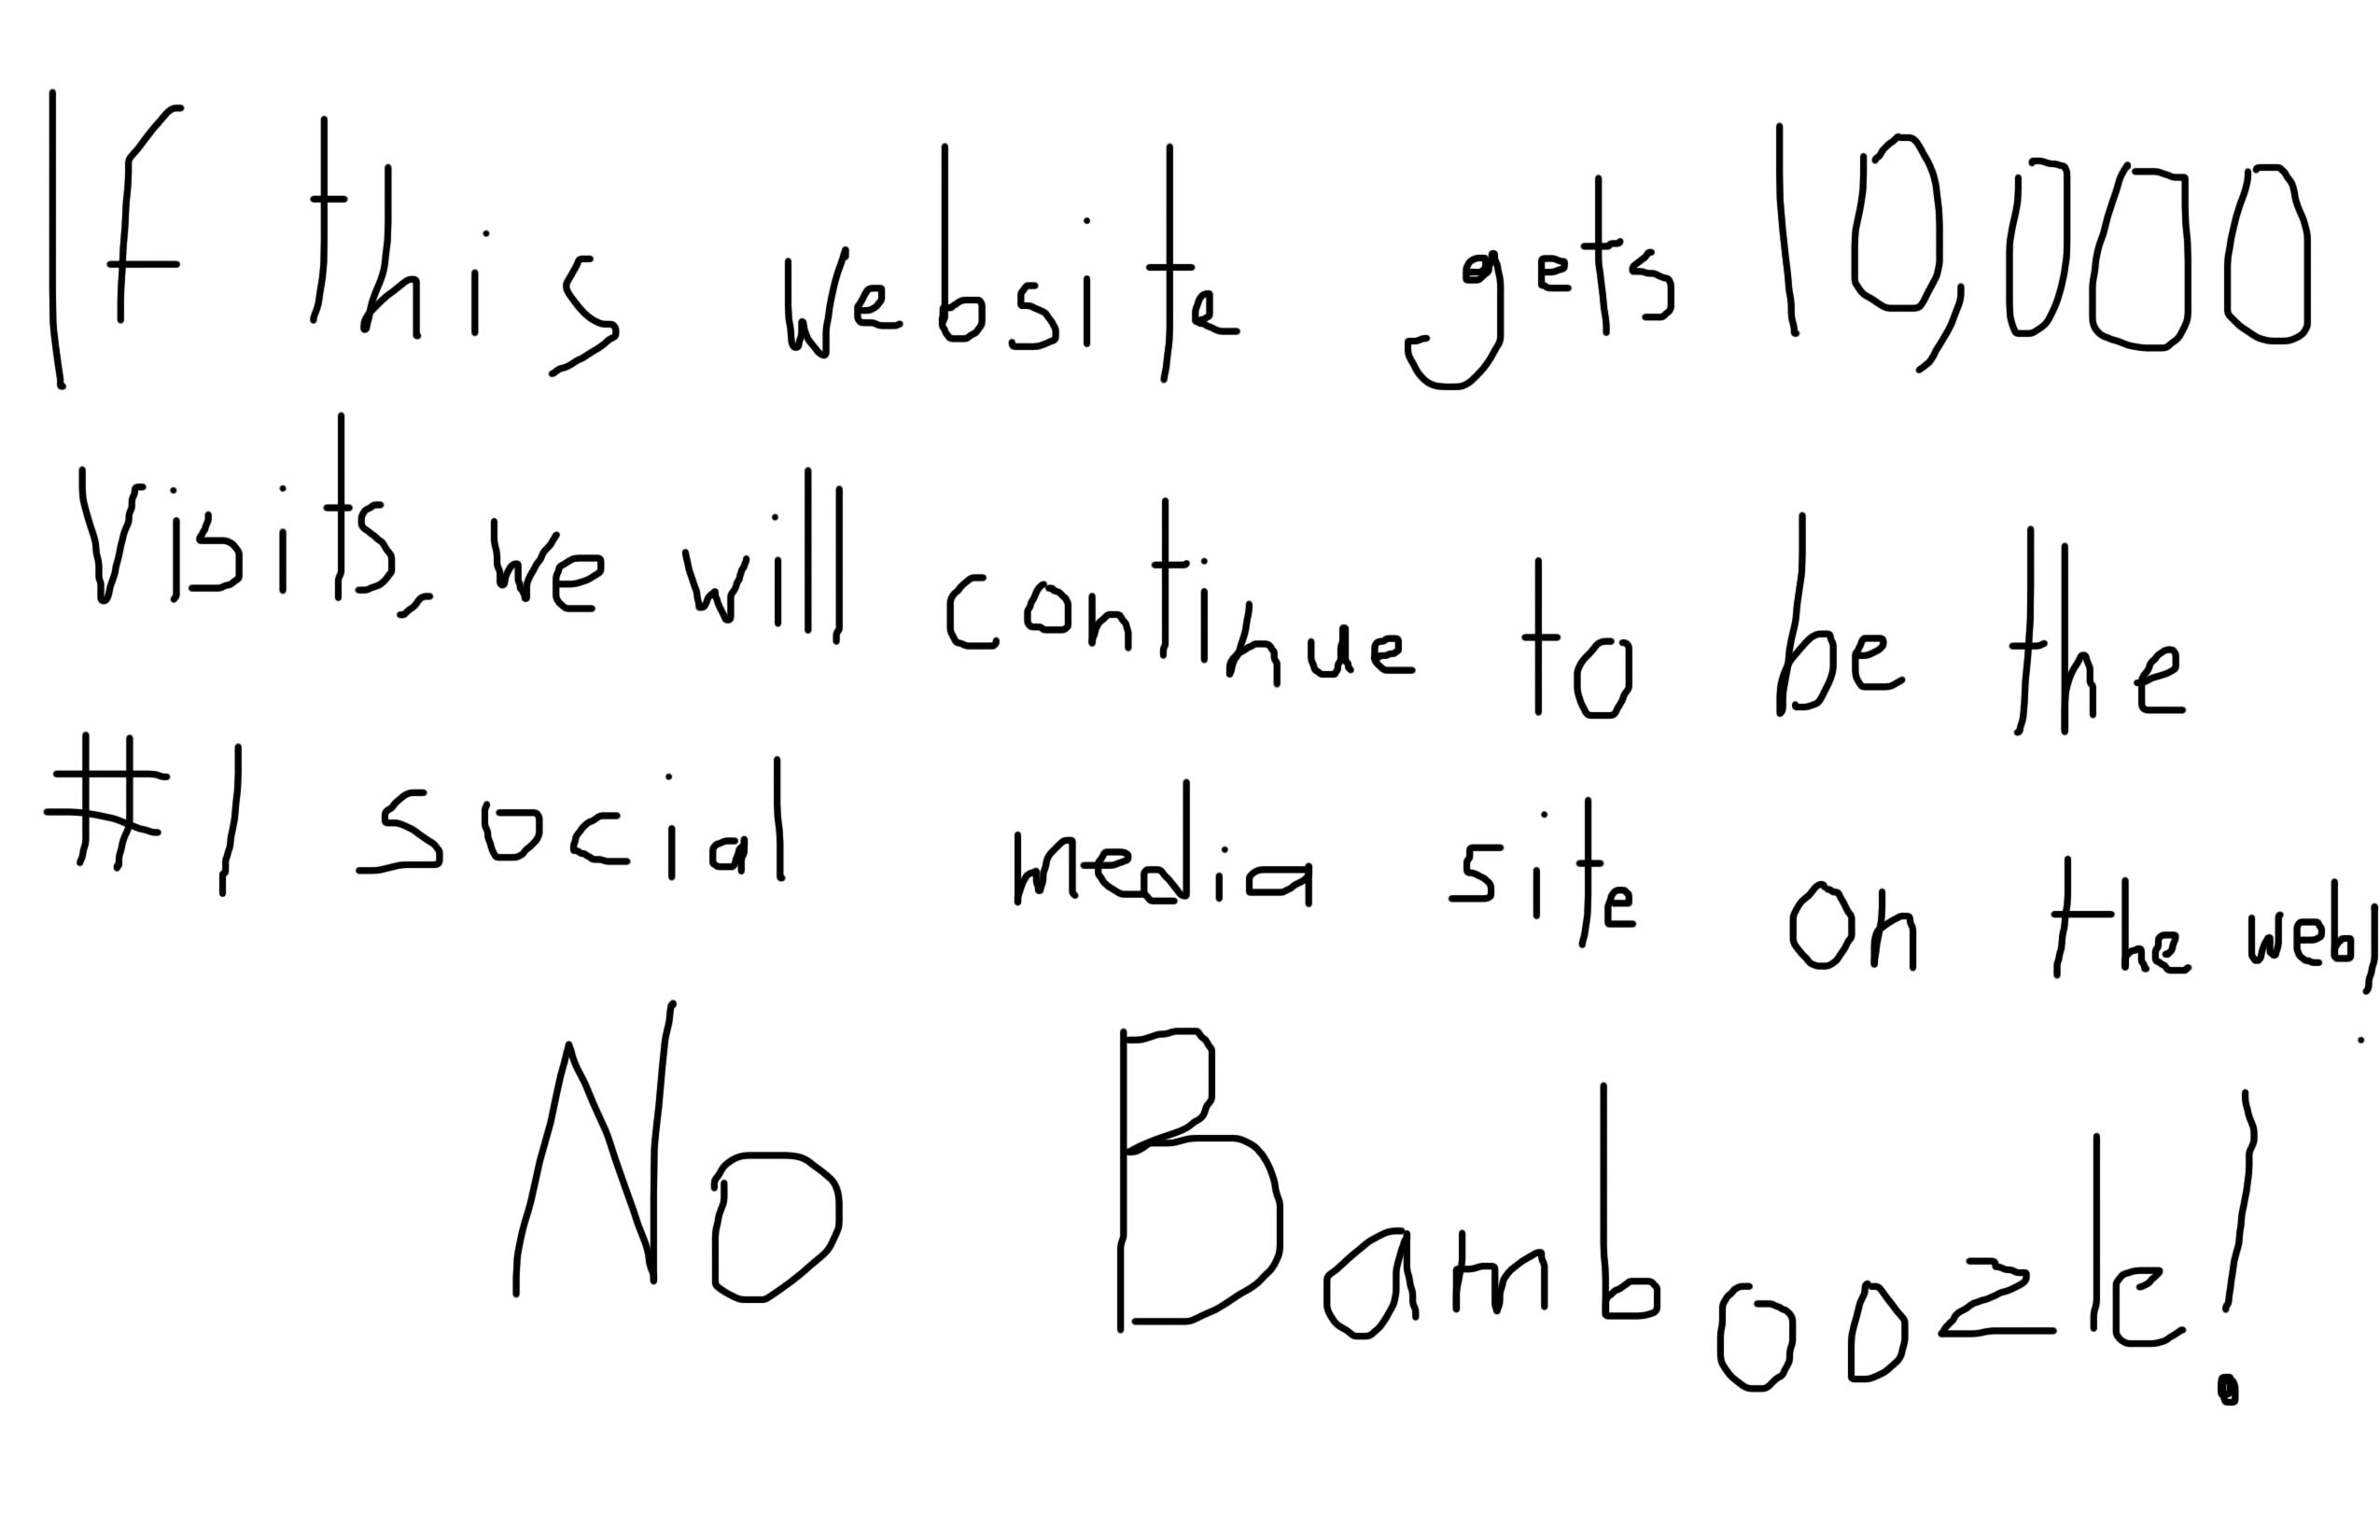 If this website gets 10,000
Visits, we will continue to be the
#1 social media site on the web!
No Bamboozle!